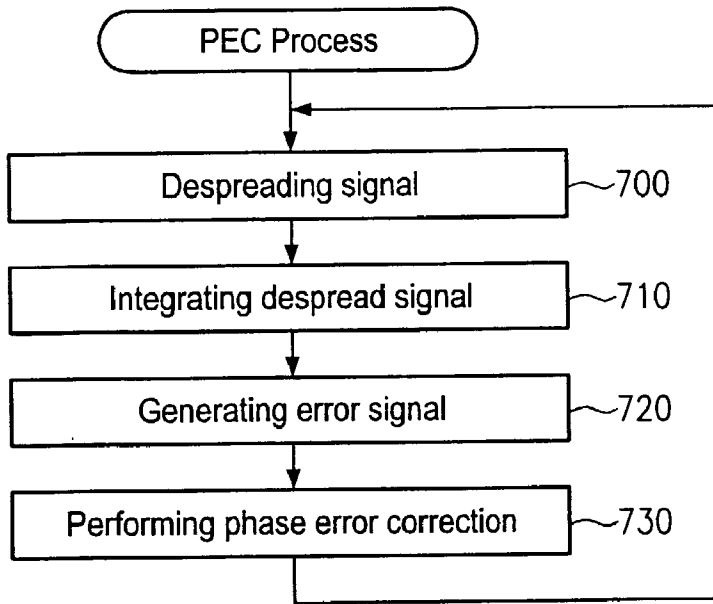 PEC Process
Despreading signal 700
Integrating despread signal 710
Generating error signal 720
Performing phase error correction 730